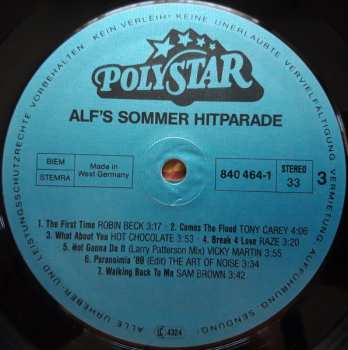 KEIN VERLEIH! KEINE UNERLAUBTE VERVIELFÄLTIGUNG, VERMIETUNG, AUFFÜHRUNG, SENDUNG!
ALLE URHEBER- UND LEISTUNGSSCHUTZRECHTE VORBEHALTEN
POLYSTAR
ALF'S SOMMER HITPARADE
BIEM
STEMRA
Made in
West Germany
840 464-1
STEREO
33
3
1. The First Time ROBIN BECK 3:17 · 2. Comes The Flood TONY CAREY 4:06
3. What About You HOT CHOCOLATE 3:53 · 4. Break 4 Love RAZE 3:20
5. Not Gonna Do It (Larry Patterson Mix) VICKY MARTIN 3:55
6. Paranoimia '89 (Edit) THE ART OF NOISE 3:34
7. Walking Back To Me SAM BROWN 3:42
LC 4324